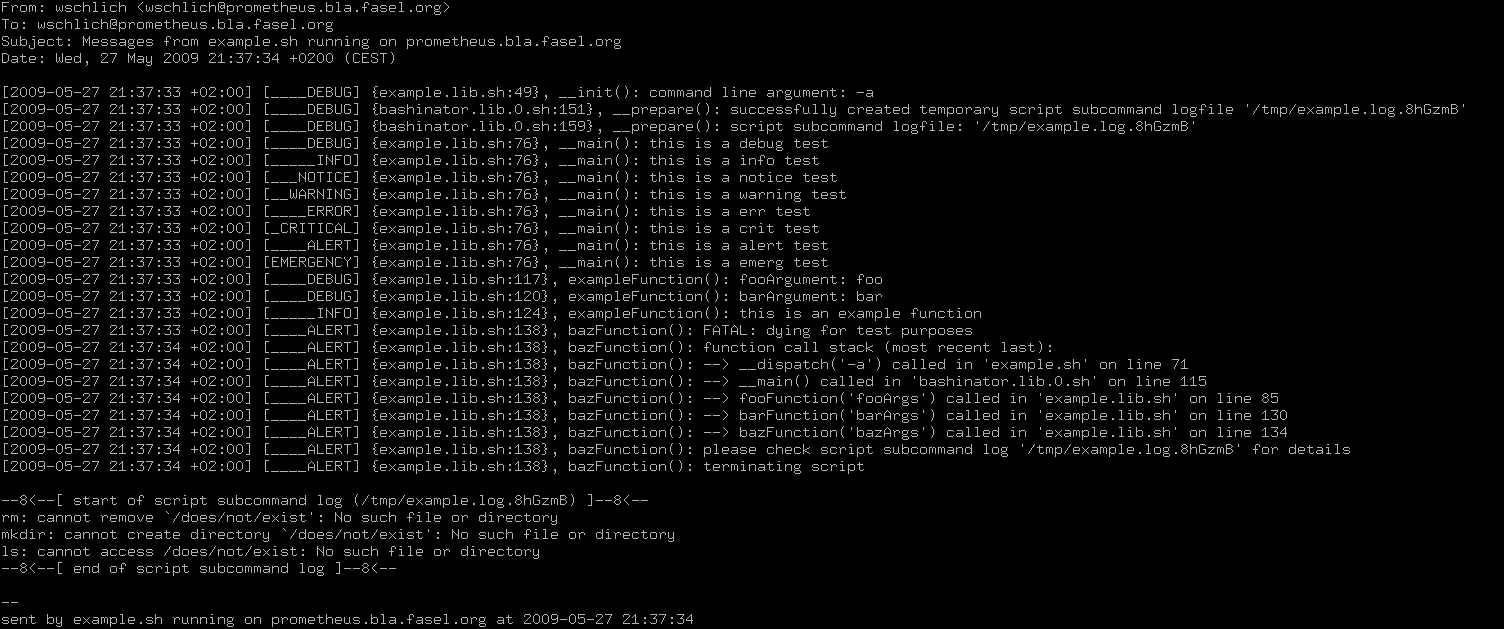 From: wschlich <wschlich@prometheus.bla.fasel.org>
To: wschlich@prometheus.bla.fasel.org
Subject: Messages from example.sh running on prometheus.bla.fasel.org
Date: Wed, 27 May 2009 21:37:34 +0200 (CEST)

[2009-05-27 21:37:33 +02:00] [____DEBUG] {example.lib.sh:49}, __init(): command line argument: -a
[2009-05-27 21:37:33 +02:00] [____DEBUG] {bashinator.lib.0.sh:151}, __prepare(): successfully created temporary script subcommand logfile '/tmp/example.log.8hGzmB'
[2009-05-27 21:37:33 +02:00] [____DEBUG] {bashinator.lib.0.sh:159}, __prepare(): script subcommand logfile: '/tmp/example.log.8hGzmB'
[2009-05-27 21:37:33 +02:00] [____DEBUG] {example.lib.sh:76}, __main(): this is a debug test
[2009-05-27 21:37:33 +02:00] [_____INFO] {example.lib.sh:76}, __main(): this is a info test
[2009-05-27 21:37:33 +02:00] [___NOTICE] {example.lib.sh:76}, __main(): this is a notice test
[2009-05-27 21:37:33 +02:00] [__WARNING] {example.lib.sh:76}, __main(): this is a warning test
[2009-05-27 21:37:33 +02:00] [____ERROR] {example.lib.sh:76}, __main(): this is a err test
[2009-05-27 21:37:33 +02:00] [_CRITICAL] {example.lib.sh:76}, __main(): this is a crit test
[2009-05-27 21:37:33 +02:00] [____ALERT] {example.lib.sh:76}, __main(): this is a alert test
[2009-05-27 21:37:33 +02:00] [EMERGENCY] {example.lib.sh:76}, __main(): this is a emerg test
[2009-05-27 21:37:33 +02:00] [____DEBUG] {example.lib.sh:117}, exampleFunction(): fooArgument: foo
[2009-05-27 21:37:33 +02:00] [____DEBUG] {example.lib.sh:120}, exampleFunction(): barArgument: bar
[2009-05-27 21:37:33 +02:00] [_____INFO] {example.lib.sh:124}, exampleFunction(): this is an example function
[2009-05-27 21:37:33 +02:00] [____ALERT] {example.lib.sh:138}, bazFunction(): FATAL: dying for test purposes
[2009-05-27 21:37:34 +02:00] [____ALERT] {example.lib.sh:138}, bazFunction(): function call stack (most recent last):
[2009-05-27 21:37:34 +02:00] [____ALERT] {example.lib.sh:138}, bazFunction(): --> __dispatch('-a') called in 'example.sh' on line 71
[2009-05-27 21:37:34 +02:00] [____ALERT] {example.lib.sh:138}, bazFunction(): --> __main() called in 'bashinator.lib.0.sh' on line 115
[2009-05-27 21:37:34 +02:00] [____ALERT] {example.lib.sh:138}, bazFunction(): --> fooFunction('fooArgs') called in 'example.lib.sh' on line 85
[2009-05-27 21:37:34 +02:00] [____ALERT] {example.lib.sh:138}, bazFunction(): --> barFunction('barArgs') called in 'example.lib.sh' on line 130
[2009-05-27 21:37:34 +02:00] [____ALERT] {example.lib.sh:138}, bazFunction(): --> bazFunction('bazArgs') called in 'example.lib.sh' on line 134
[2009-05-27 21:37:34 +02:00] [____ALERT] {example.lib.sh:138}, bazFunction(): please check script subcommand log '/tmp/example.log.8hGzmB' for details
[2009-05-27 21:37:34 +02:00] [____ALERT] {example.lib.sh:138}, bazFunction(): terminating script

--8<--[ start of script subcommand log (/tmp/example.log.8hGzmB) ]--8<--
rm: cannot remove `/does/not/exist': No such file or directory
mkdir: cannot create directory `/does/not/exist': No such file or directory
ls: cannot access /does/not/exist: No such file or directory
--8<--[ end of script subcommand log ]--8<--

--
sent by example.sh running on prometheus.bla.fasel.org at 2009-05-27 21:37:34